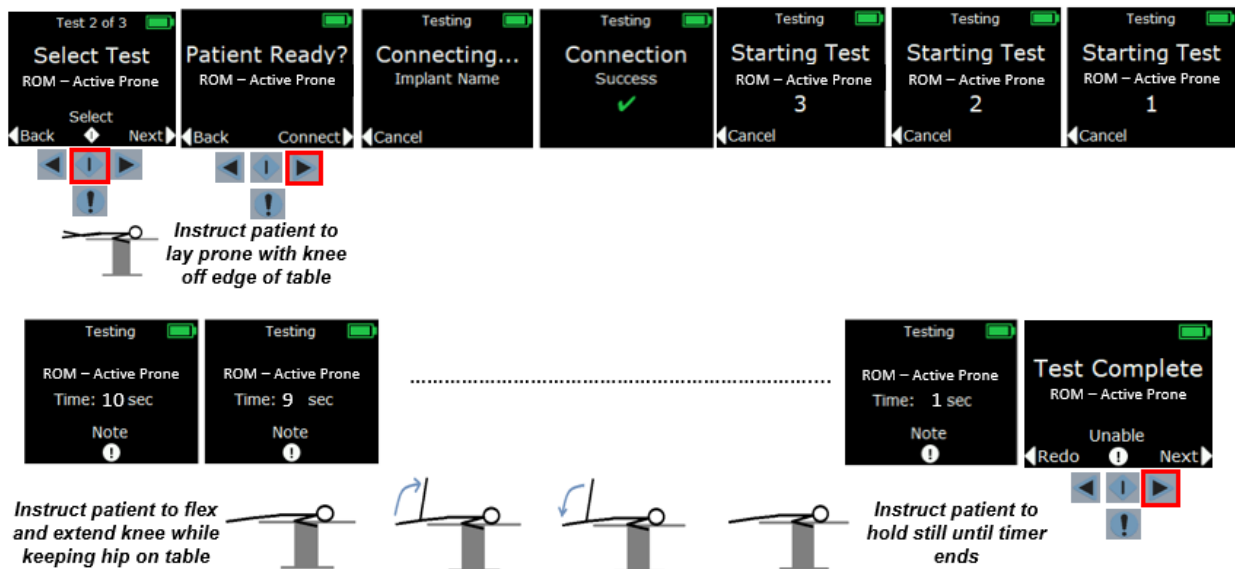 Test 2 of 3
Select Test
ROM – Active Prone
Select
Back Next
Patient Ready?
ROM – Active Prone
Back Connect
Testing
Connecting...
Implant Name
Cancel
Testing
Connection
Success
Testing
Starting Test
ROM – Active Prone
3
Cancel
Testing
Starting Test
ROM – Active Prone
2
Cancel
Testing
Starting Test
ROM – Active Prone
1
Cancel
Instruct patient to
lay prone with knee
off edge of table
Testing
ROM – Active Prone
Time: 10 sec
Note
Testing
ROM – Active Prone
Time: 9 sec
Note
Testing
ROM – Active Prone
Time: 1 sec
Note
Test Complete
ROM – Active Prone
Unable
Redo Next
Instruct patient to flex
and extend knee while
keeping hip on table
Instruct patient to
hold still until timer
ends